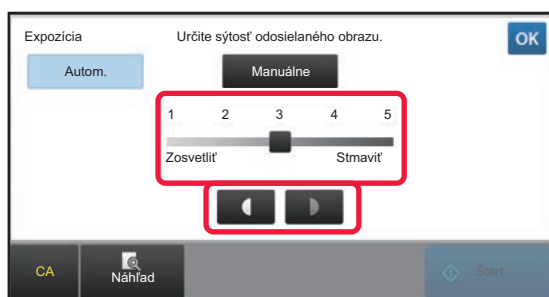 Expozícia
Určite sýtosť odosielaného obrazu.
OK
Autom.
Manuálne
1 2 3 4 5
Zosvetliť
Stmaviť
CA
Náhľad
Štart